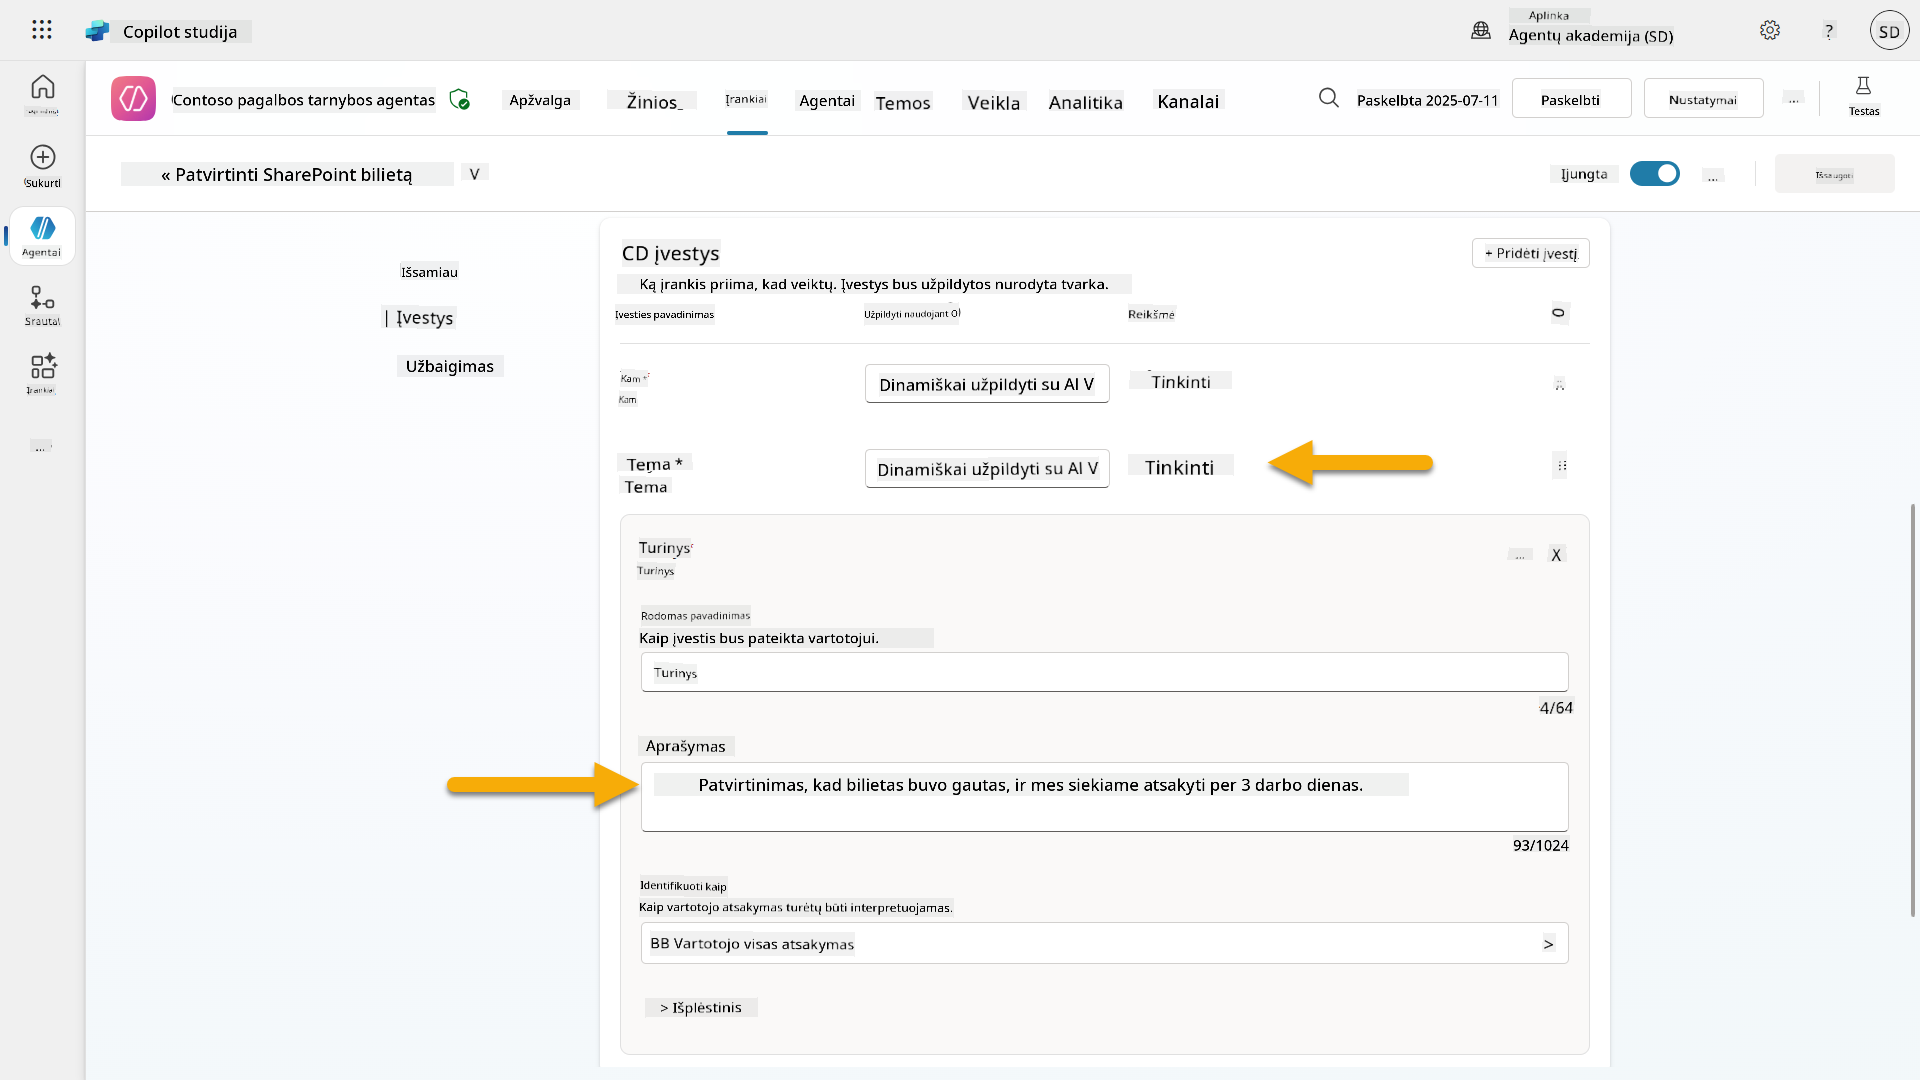 Copilot studija
Aplinka
Agentų akademija (SD)
?
SD
Contoso pagalbos tarnybos agentas
Apžvalga
Žinios_
Įrankiai
Agentai
Temos
Veikla
Analitika
Kanalai
Paskelbta 2025-07-11
Paskelbti
Nustatymai
...
Testas
Sukurti
Agentai
Srautai
Įrankiai
...
« Patvirtinti SharePoint bilietą
V
Įjungta
...
Išsaugoti
Išsamiau
| Įvestys
Užbaigimas
CD įvestys
+ Pridėti įvestį
Ką įrankis priima, kad veiktų. Įvestys bus užpildytos nurodyta tvarka.
Įvesties pavadinimas
Užpildyti naudojant O)
Reikšmė
0
Kam *
Kam
Dinamiškai užpildyti su AI V
Tinkinti
Tema *
Tema
Dinamiškai užpildyti su AI V
Tinkinti
Turinys
Turinys
...
X
Rodomas pavadinimas
Kaip įvestis bus pateikta vartotojui.
Turinys
4/64
Aprašymas
Patvirtinimas, kad bilietas buvo gautas, ir mes siekiame atsakyti per 3 darbo dienas.
93/1024
Identifikuoti kaip
Kaip vartotojo atsakymas turėtų būti interpretuojamas.
BB Vartotojo visas atsakymas
>
> Išplėstinis